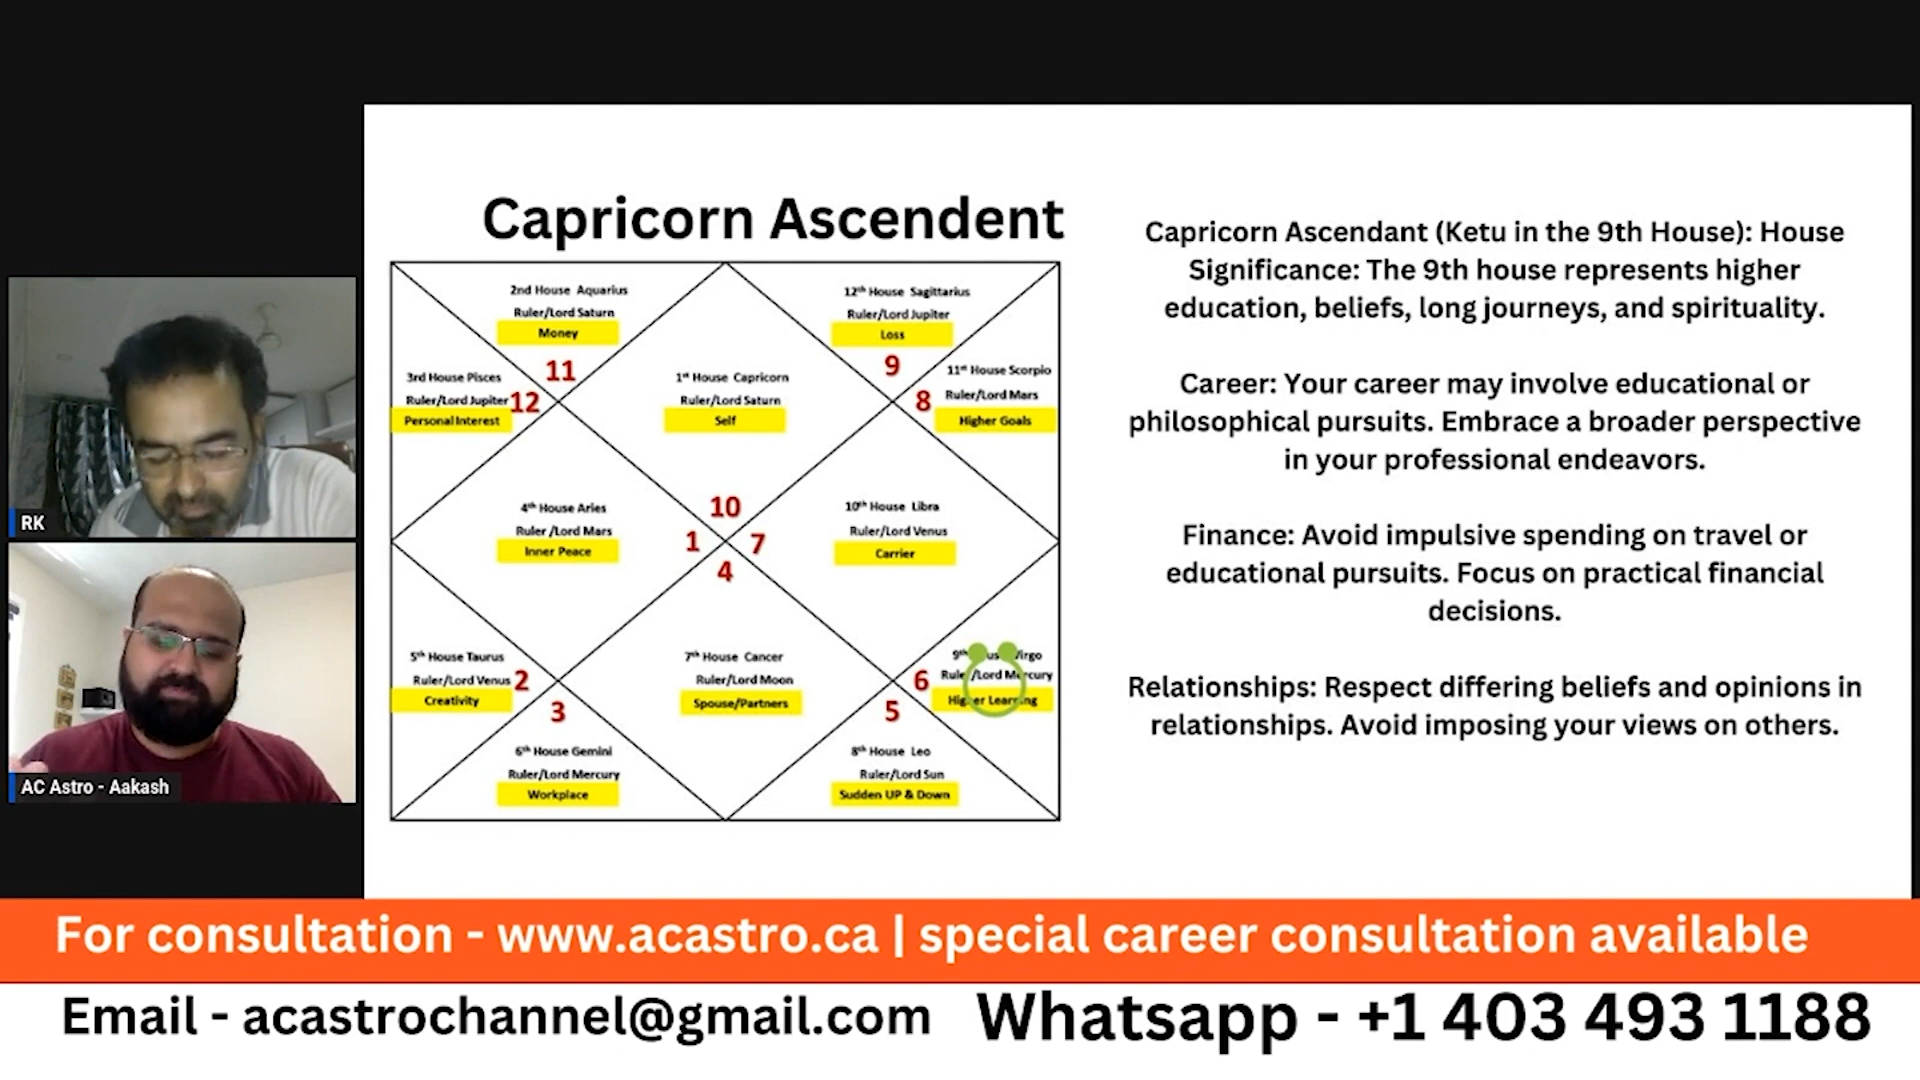 Capricorn Ascendent
2nd House Aquarius
Ruler/Lord Saturn
Money
11
12th House Sagittarius
Ruler/Lord Jupiter
Loss
9
3rd House Pisces
Ruler/Lord Jupiter
12
Personal Interest
1st House Capricorn
Ruler/Lord Saturn
Self
11th House Scorpio
8
Ruler/Lord Mars
Higher Goals
4th House Aries
Ruler /Lord Mars
Inner Peace
10
1
7
4
10th House Libra
Ruler/Lord Venus
Carrier
5th House Taurus
Ruler/Lord Venus
2
Creativity
3
7th House Cancer
Ruler/Lord Moon
Spouse/Partners
6
5
9th
Virgo
Ruler/Lord Mercury
Higher Learning
6th House Gemini
Ruler/Lord Mercury
Workplace
8th House Leo
Ruler/Lord Sun
Sudden UP & Down
Capricorn Ascendant (Ketu in the 9th House): House
Significance: The 9th house represents higher
education, beliefs, long journeys, and spirituality.
Career: Your career may involve educational or
philosophical pursuits. Embrace a broader perspective
in your professional endeavors.
Finance: Avoid impulsive spending on travel or
educational pursuits. Focus on practical financial
decisions.
Relationships: Respect differing beliefs and opinions in
relationships. Avoid imposing your views on others.
RK
AC Astro - Aakash
For consultation - www.acastro.ca | special career consultation available
Email - acastrochannel@gmail.com
Whatsapp - +1 403 493 1188